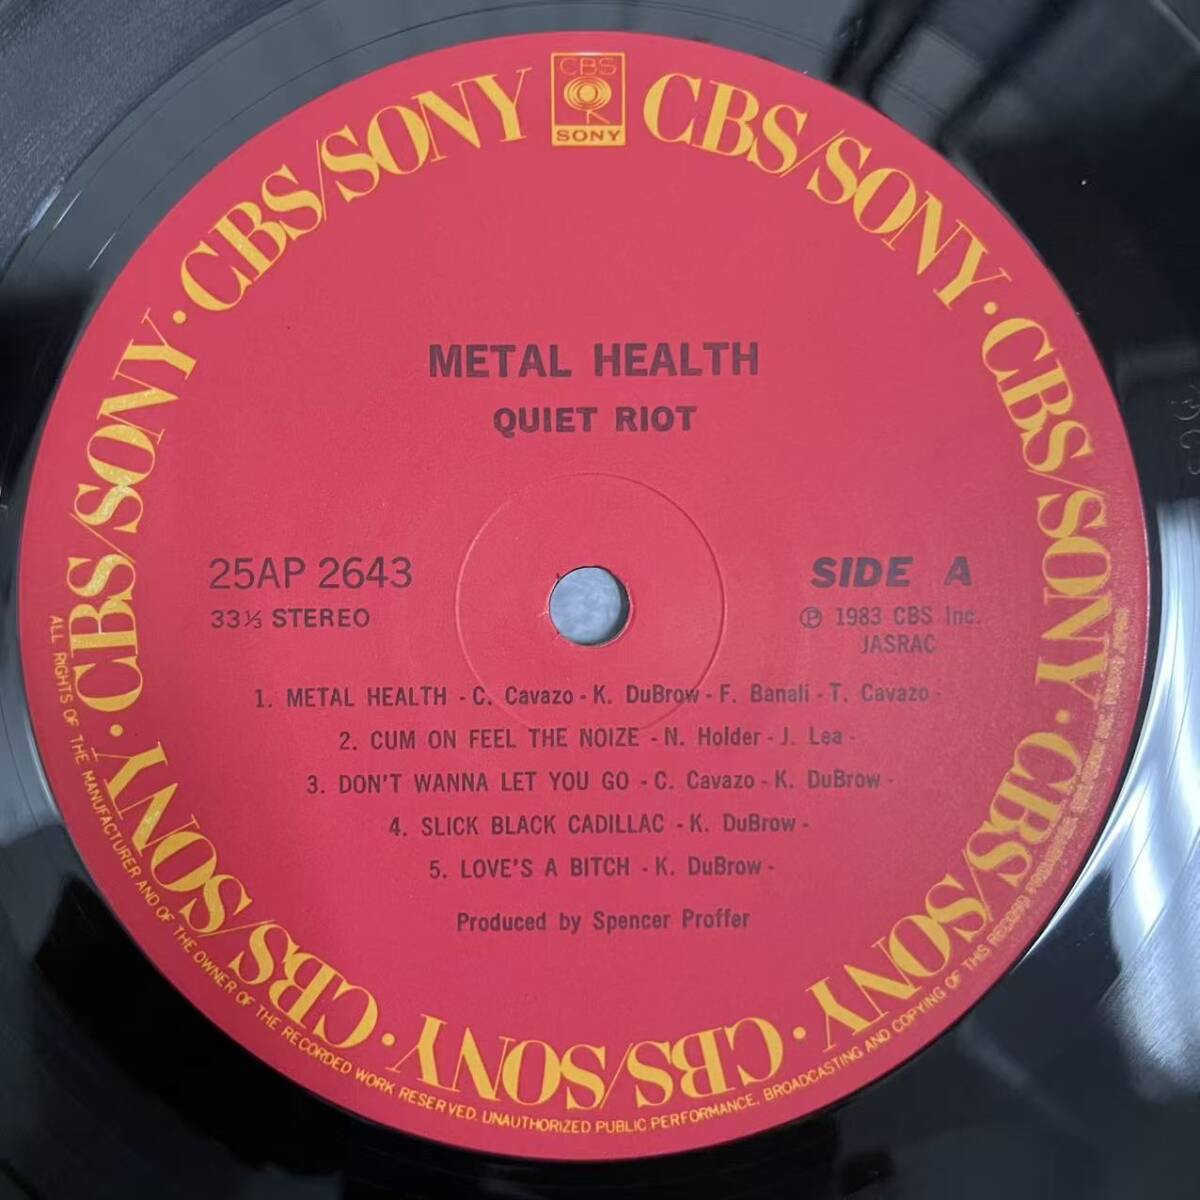 CBS
SONY
CBS/SONY · CBS/SONY · CBS/SONY · CBS/SONY · CBS/SONY · CBS/SONY · CBS/SONY · CBS/SONY
METAL HEALTH
QUIET RIOT
25AP 2643
33⅓ STEREO
SIDE A
Ⓟ 1983 CBS Inc.
JASRAC
1. METAL HEALTH - C. Cavazo - K. DuBrow - F. Banali - T. Cavazo -
2. CUM ON FEEL THE NOIZE - N. Holder - J. Lea -
3. DON'T WANNA LET YOU GO - C. Cavazo - K. DuBrow -
4. SLICK BLACK CADILLAC - K. DuBrow -
5. LOVE'S A BITCH - K. DuBrow -
Produced by Spencer Proffer
ALL RIGHTS OF THE MANUFACTURER AND OF THE OWNER OF THE RECORDED WORK RESERVED. UNAUTHORIZED PUBLIC PERFORMANCE, BROADCASTING AND COPYING OF THIS RECORD PROHIBITED.